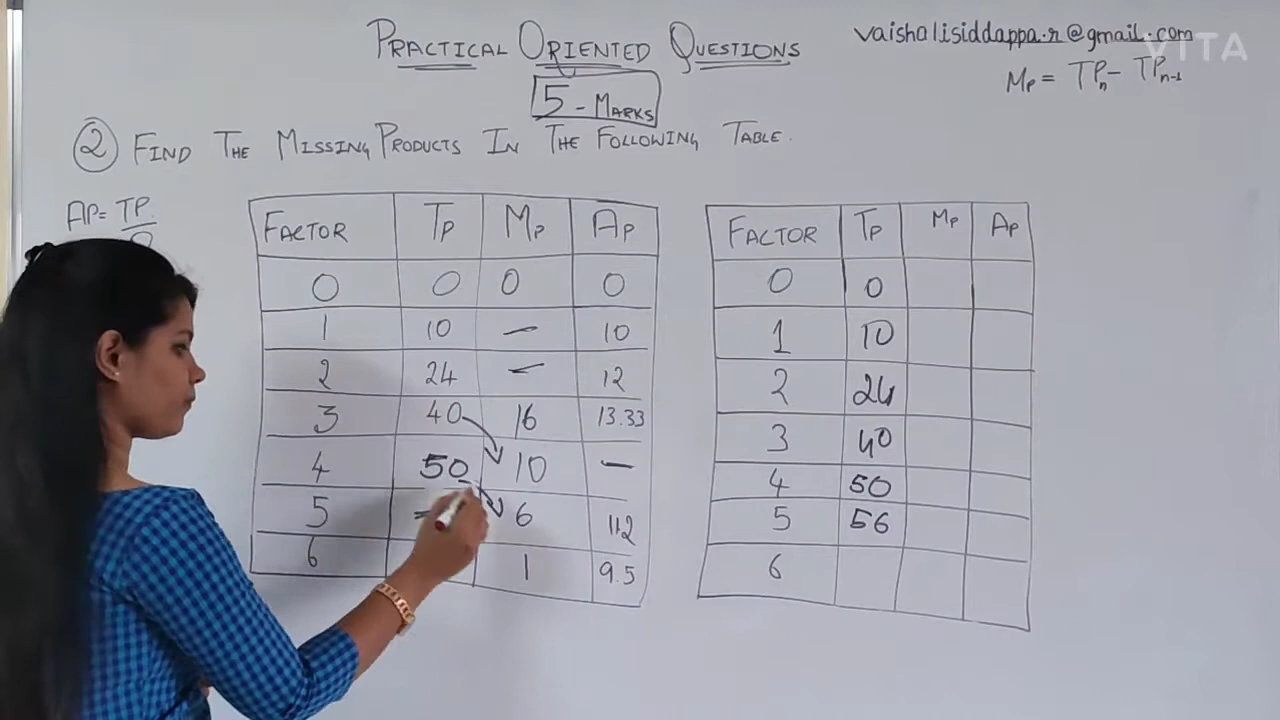 PRACTICAL ORIENTED QUESTIONS
vaishalisiddappa.r@gmail.com
VITA
5 - MARKS
MP = TPn - TPn-1
2 FIND THE MISSING PRODUCTS IN THE FOLLOWING TABLE.
AP = TP
Q
FACTOR TP MP AP
0 0 0 0
1 10 — 10
2 24 — 12
3 40 16 13.33
4 50 10 —
5 6 11.2
6 1 9.5
FACTOR TP MP AP
0 0
1 10
2 24
3 40
4 50
5 56
6